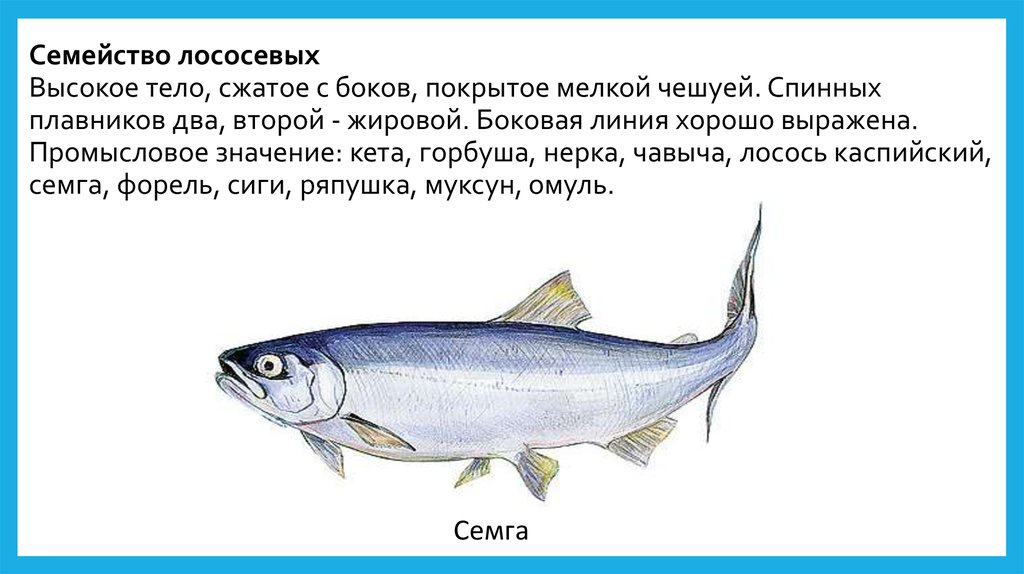 Семейство лососевых
Высокое тело, сжатое с боков, покрытое мелкой чешуей. Спинных
плавников два, второй - жировой. Боковая линия хорошо выражена.
Промысловое значение: кета, горбуша, нерка, чавыча, лосось каспийский,
семга, форель, сиги, ряпушка, муксун, омуль.
Семга